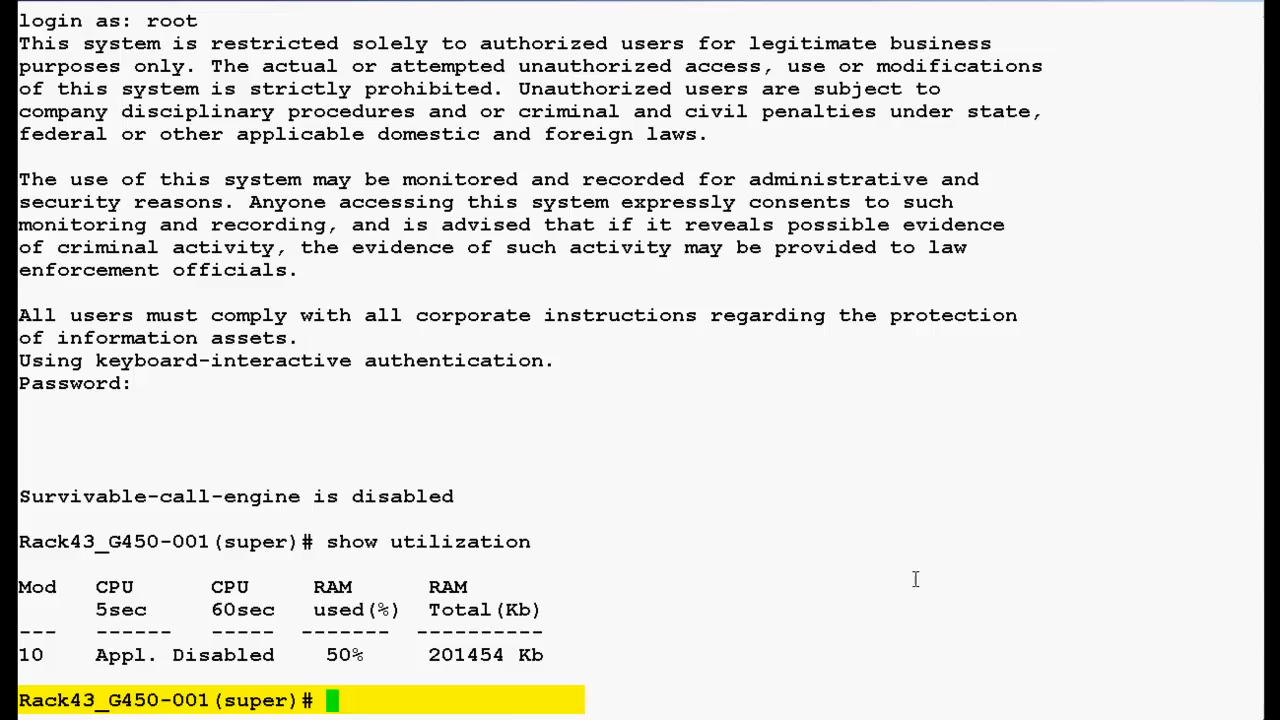 login as: root
This system is restricted solely to authorized users for legitimate business
purposes only. The actual or attempted unauthorized access, use or modifications
of this system is strictly prohibited. Unauthorized users are subject to
company disciplinary procedures and or criminal and civil penalties under state,
federal or other applicable domestic and foreign laws.
The use of this system may be monitored and recorded for administrative and
security reasons. Anyone accessing this system expressly consents to such
monitoring and recording, and is advised that if it reveals possible evidence
of criminal activity, the evidence of such activity may be provided to law
enforcement officials.
All users must comply with all corporate instructions regarding the protection
of information assets.
Using keyboard-interactive authentication.
Password:
Survivable-call-engine is disabled
Rack43_G450-001(super)# show utilization
Mod   CPU      CPU     RAM      RAM
      5sec     60sec   used(%)  Total(Kb)
---   ------   -----  -------  ----------
10    Appl. Disabled    50%     201454 Kb
Rack43_G450-001(super)#